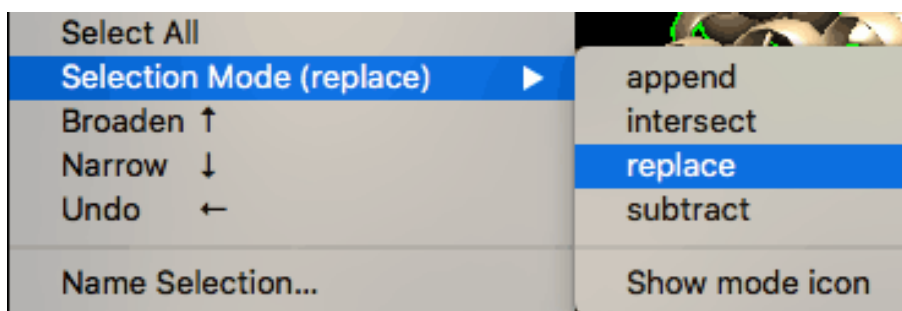 Select All
Selection Mode (replace) ▶
Broaden ↑
Narrow ↓
Undo ←
Name Selection...
append
intersect
replace
subtract
Show mode icon